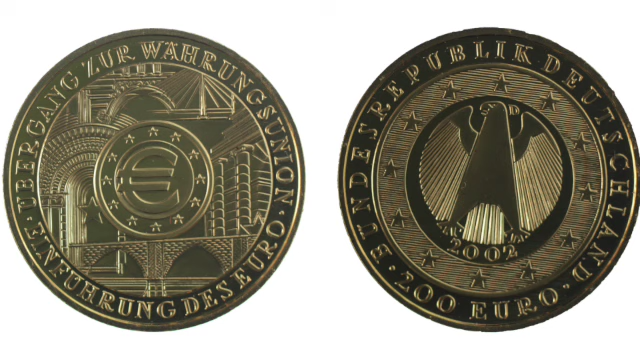 ÜBERGANG ZUR WÄHRUNGSUNION ·
EINFÜHRUNG DES EURO ·
€
BUNDESREPUBLIK DEUTSCHLAND
· 200 EURO ·
D
2002